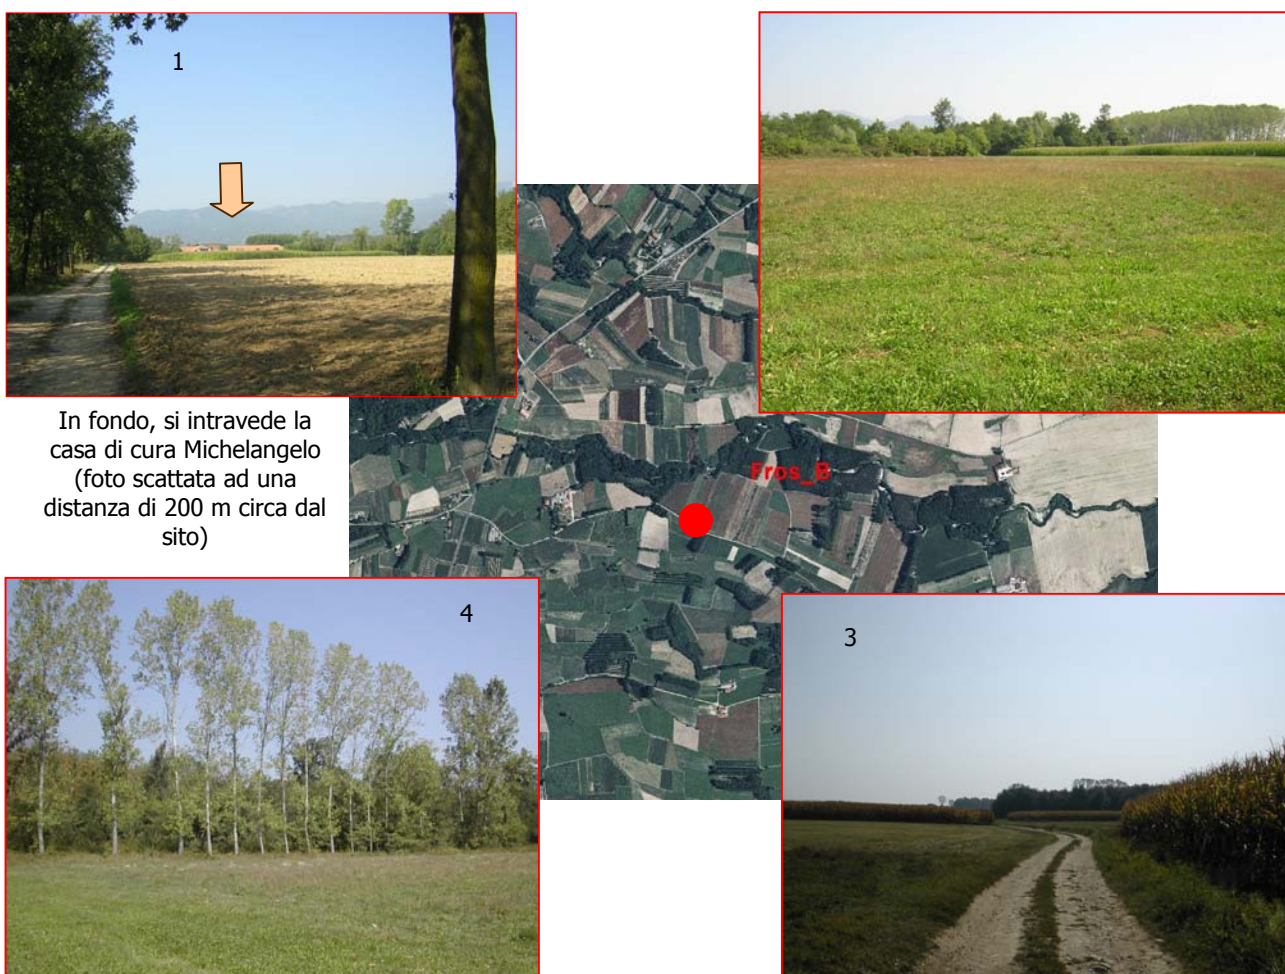 1
In fondo, si intravede la
casa di cura Michelangelo
(foto scattata ad una
distanza di 200 m circa dal
sito)
Fros_B
4
3